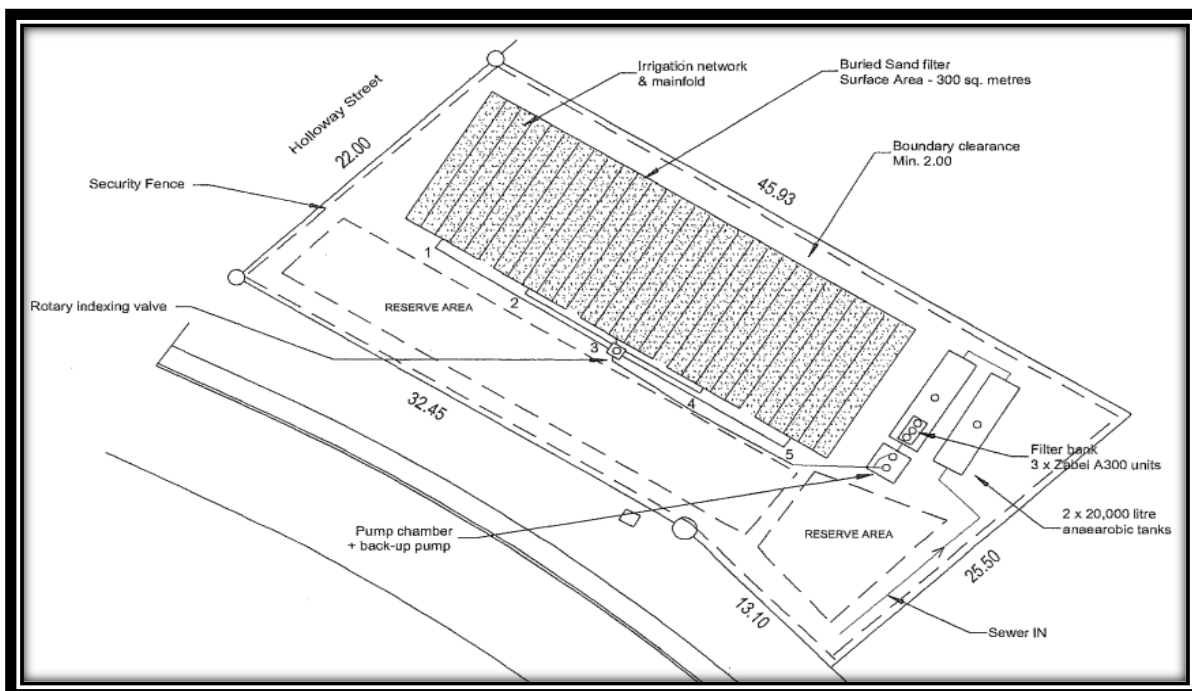 Irrigation network
& mainfold
Buried Sand filter
Surface Area - 300 sq. metres
Holloway Street
22.00
Boundary clearance
Min. 2.00
45.93
Security Fence
1
RESERVE AREA
2
Rotary indexing valve
3
32.45
4
5
Filter bank
3 x Zabel A300 units
Pump chamber
+ back-up pump
RESERVE AREA
2 x 20,000 litre
anaearobic tanks
25.50
13.10
Sewer IN